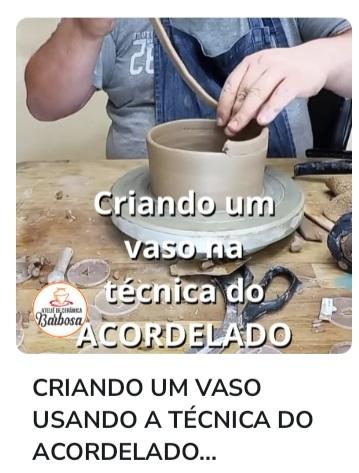 Criando um
vaso na
técnica do
ACORDELADO
ATELIÊ DE CERÂMICA
Barbosa
CRIANDO UM VASO
USANDO A TÉCNICA DO
ACORDELADO...